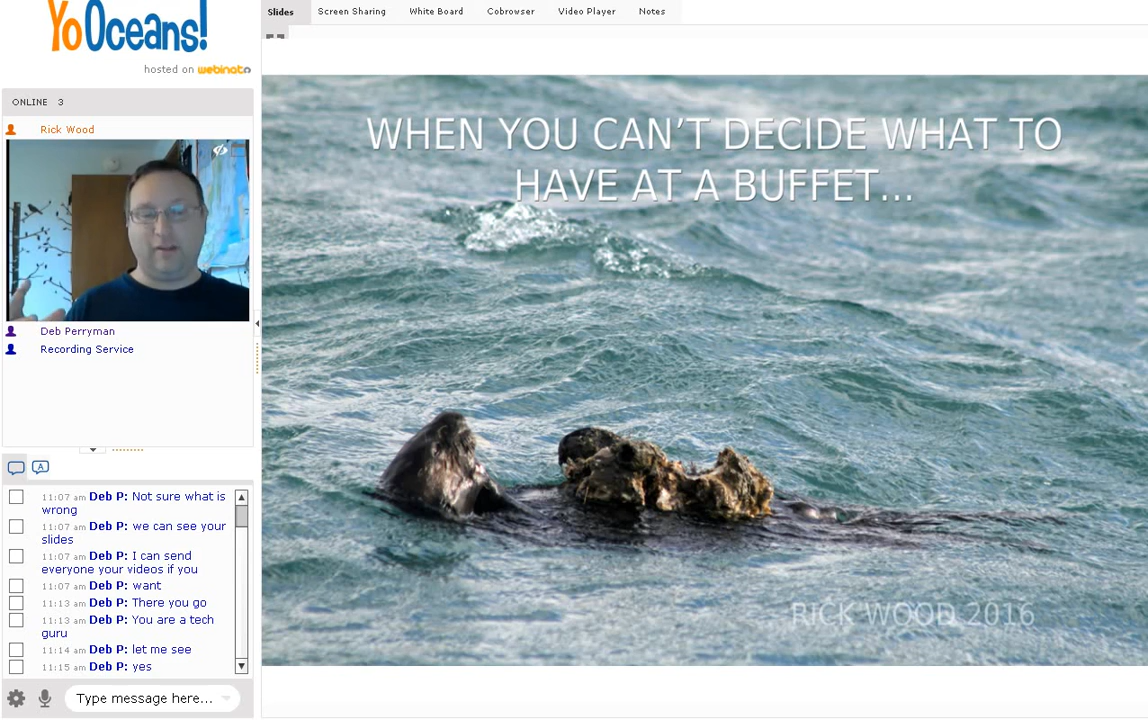 YoOceans!
hosted on webinato
ONLINE 3
Rick Wood
Deb Perryman
Recording Service
11:07 am Deb P: Not sure what is
wrong
11:07 am Deb P: we can see your
slides
11:07 am Deb P: I can send
everyone your videos if you
11:07 am Deb P: want
11:13 am Deb P: There you go
11:13 am Deb P: You are a tech
guru
11:14 am Deb P: let me see
11:15 am Deb P: yes
Type message here...
Slides Screen Sharing White Board Cobrowser Video Player Notes
WHEN YOU CAN'T DECIDE WHAT TO
HAVE AT A BUFFET...
RICK WOOD 2016